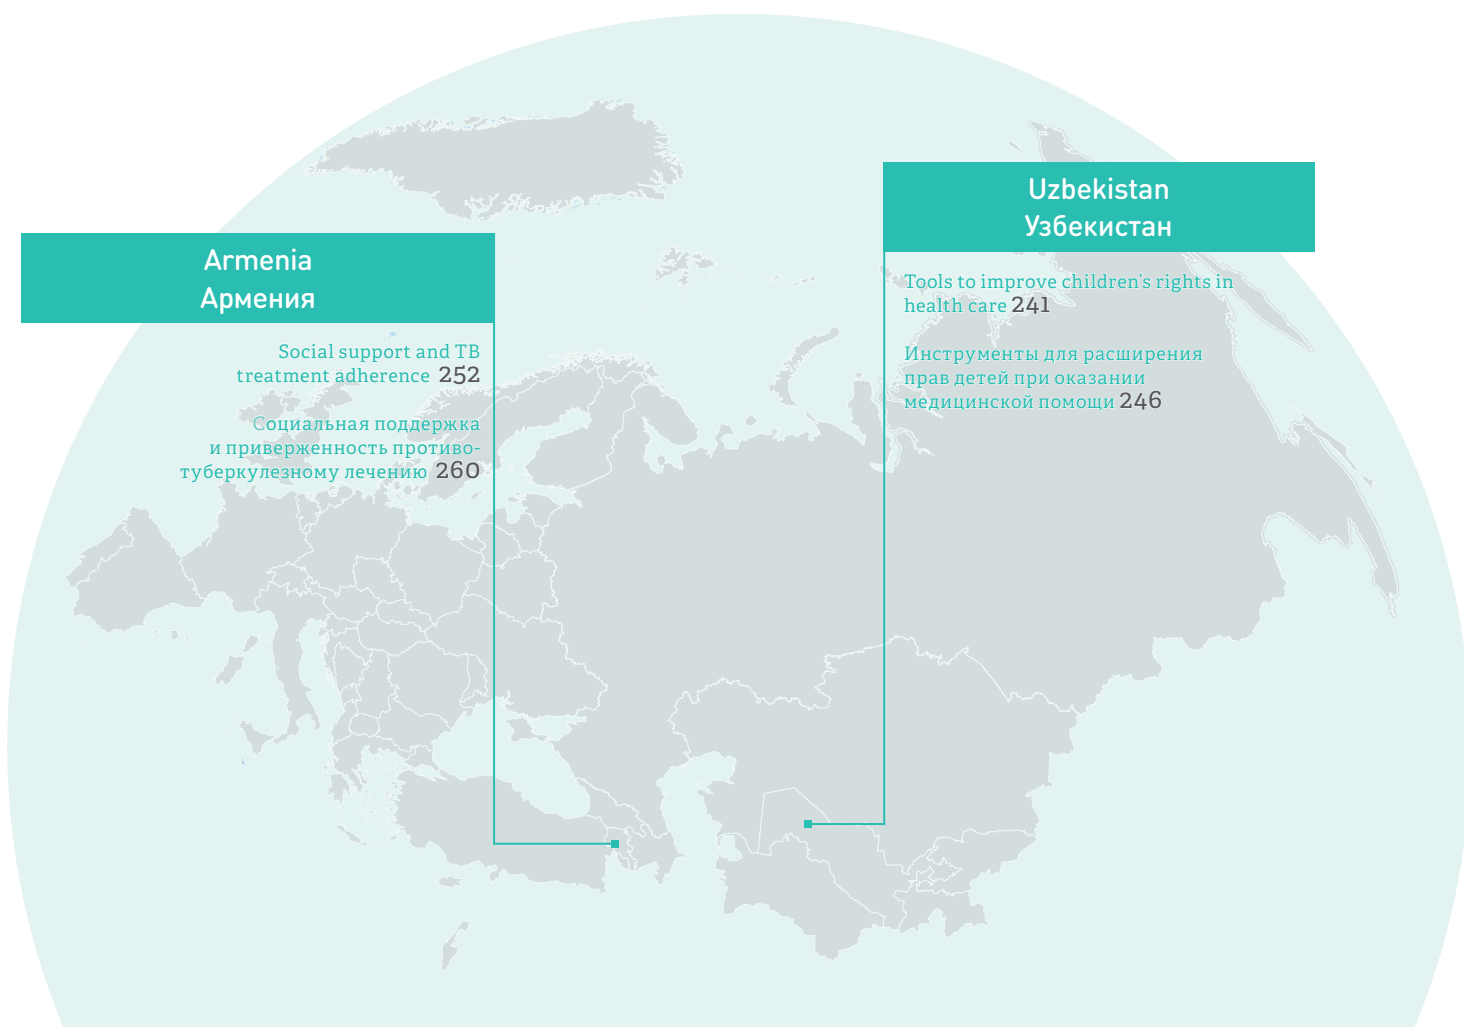 Armenia
Армения
Social support and TB
treatment adherence 252
Социальная поддержка
и приверженность противо-
туберкулезному лечению 260
Uzbekistan
Узбекистан
Tools to improve children’s rights in
health care 241
Инструменты для расширения
прав детей при оказании
медицинской помощи 246